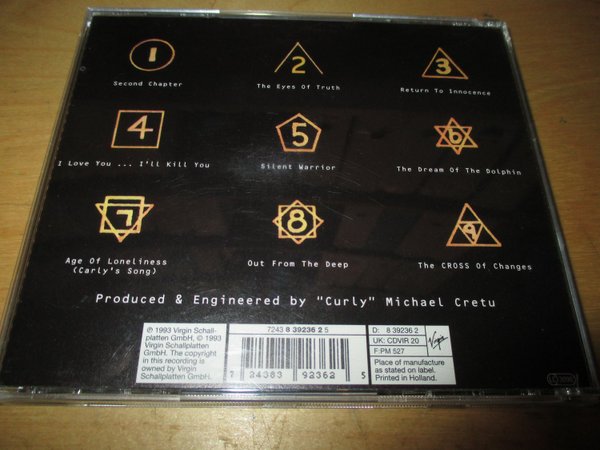 1
2
3
Second Chapter
The Eyes Of Truth
Return To Innocence
4
5
6
I Love You ... I'll Kill You
Silent Warrior
The Dream Of The Dolphin
7
8
9
Age Of Loneliness
(Carly's Song)
Out From The Deep
The CROSS Of Changes
Produced & Engineered by "Curly" Michael Cretu
℗ 1993 Virgin Schall-
platten GmbH, © 1993
Virgin Schallplatten
GmbH. The copyright
in this recording is
owned by Virgin
Schallplatten GmbH
7243 8 39236 2 5
7 24383 92362 5
D: 8 39236 2
UK: CDVIR 20
F:PM 527
Virgin
Place of manufacture
as stated on label.
Printed in Holland.